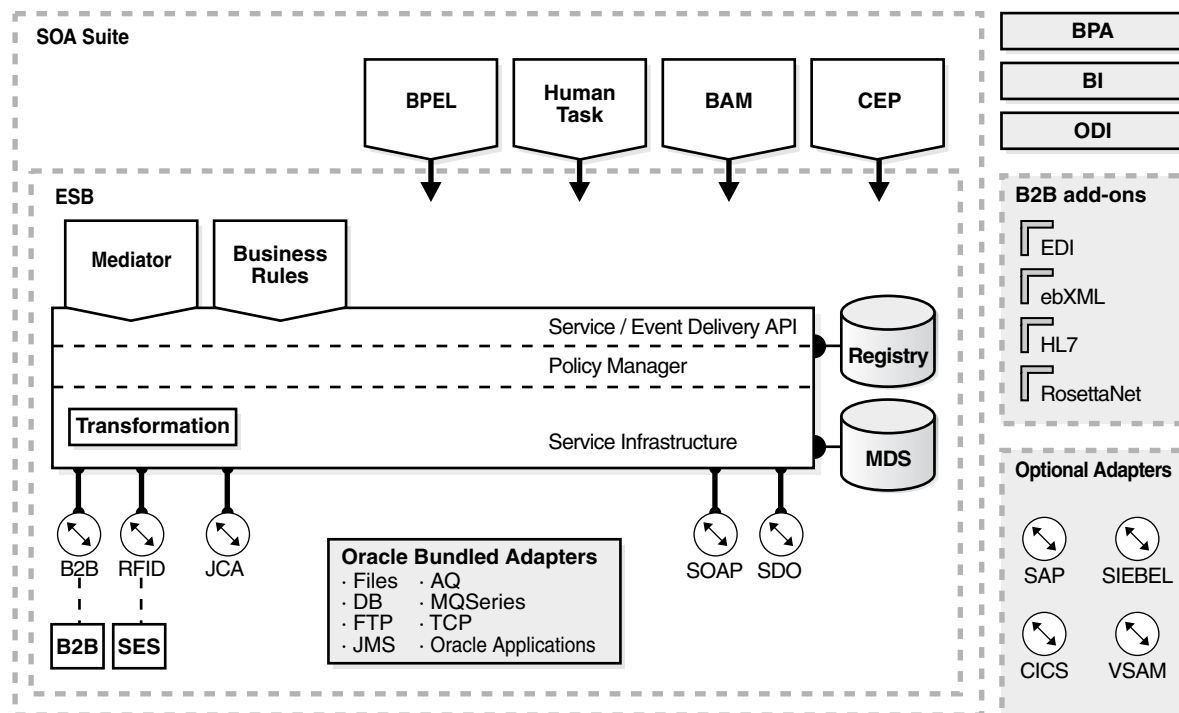 SOA Suite
BPEL
Human
Task
BAM
CEP
ESB
Mediator
Business
Rules
Service / Event Delivery API
Policy Manager
Transformation
Service Infrastructure
Registry
MDS
B2B
RFID
JCA
SOAP
SDO
B2B
SES
Oracle Bundled Adapters
· Files
· AQ
· DB
· MQSeries
· FTP
· TCP
· JMS
· Oracle Applications
BPA
BI
ODI
B2B add-ons
EDI
ebXML
HL7
RosettaNet
Optional Adapters
SAP
SIEBEL
CICS
VSAM